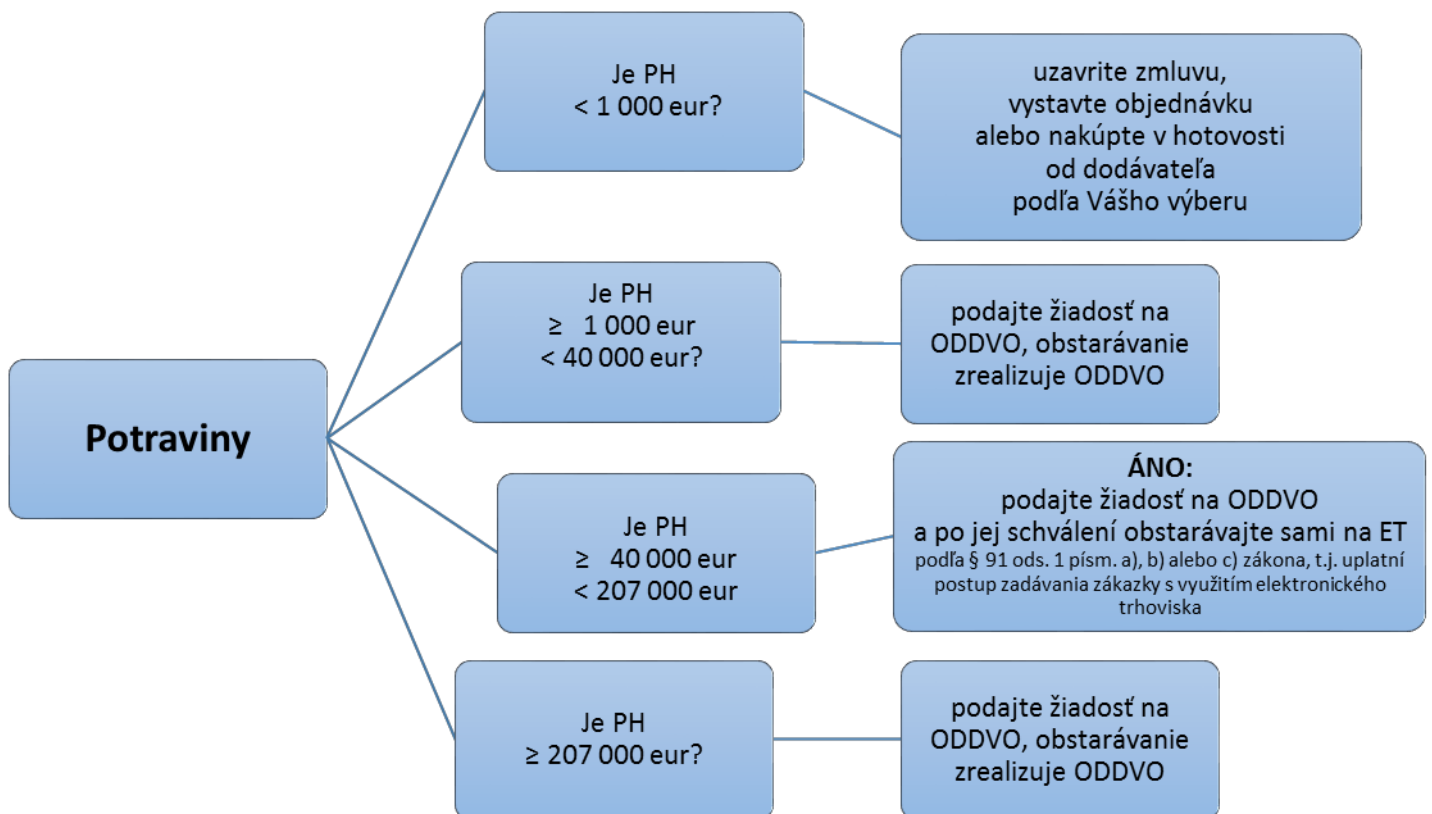 Potraviny
Je PH
< 1 000 eur?
uzavrite zmluvu,
vystavte objednávku
alebo nakúpte v hotovosti
od dodávateľa
podľa Vášho výberu
Je PH
≥ 1 000 eur
< 40 000 eur?
podajte žiadosť na
ODDVO, obstarávanie
zrealizuje ODDVO
Je PH
≥ 40 000 eur
< 207 000 eur
ÁNO:
podajte žiadosť na ODDVO
a po jej schválení obstarávajte sami na ET
podľa § 91 ods. 1 písm. a), b) alebo c) zákona, t.j. uplatní
postup zadávania zákazky s využitím elektronického
trhoviska
Je PH
≥ 207 000 eur?
podajte žiadosť na
ODDVO, obstarávanie
zrealizuje ODDVO